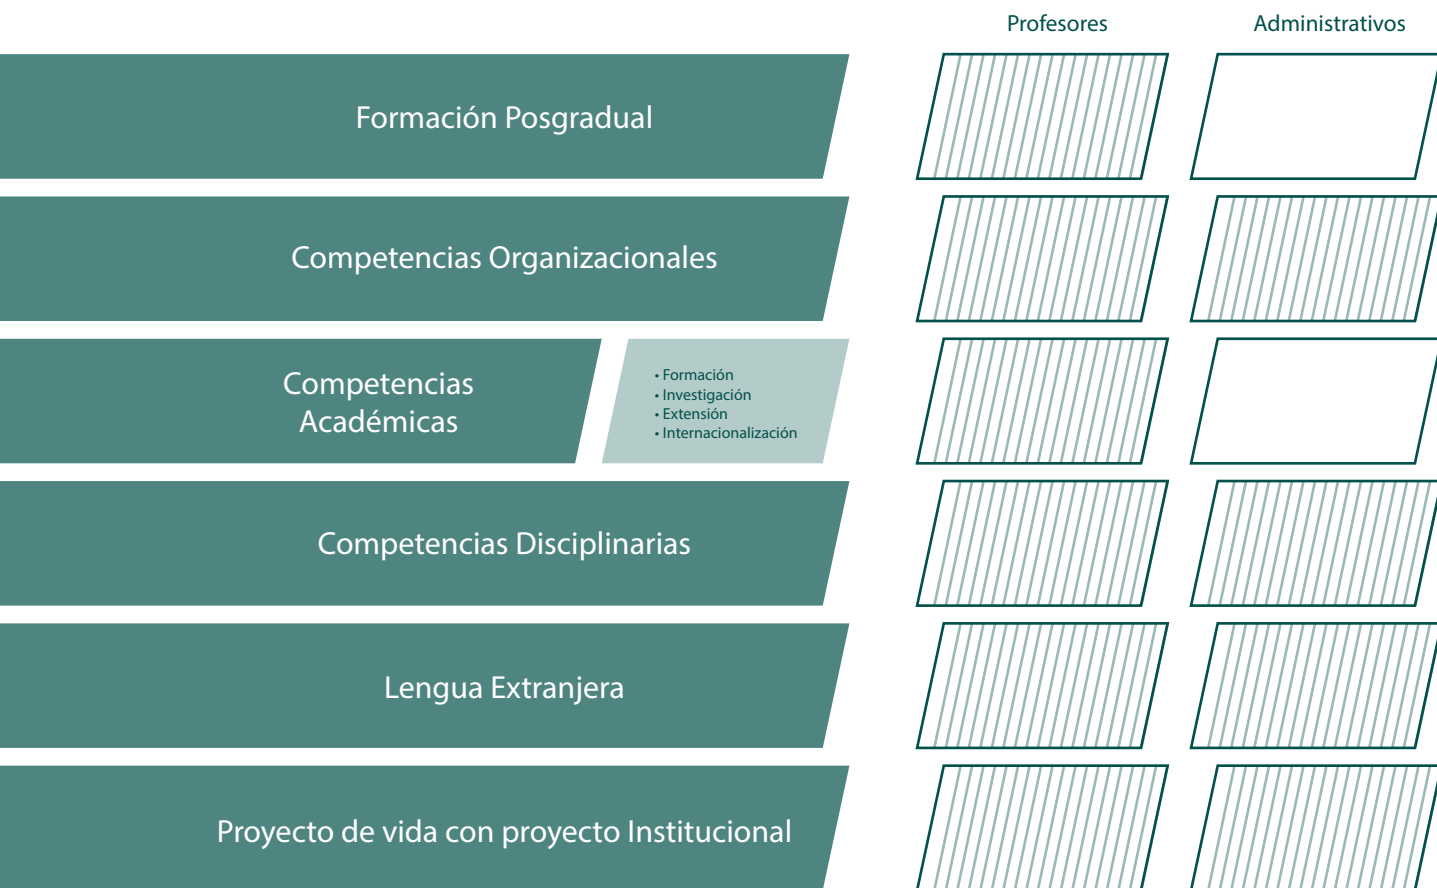 Profesores Administrativos
Formación Posgradual
Competencias Organizacionales
Competencias
Académicas
• Formación
• Investigación
• Extensión
• Internacionalización
Competencias Disciplinarias
Lengua Extranjera
Proyecto de vida con proyecto Institucional